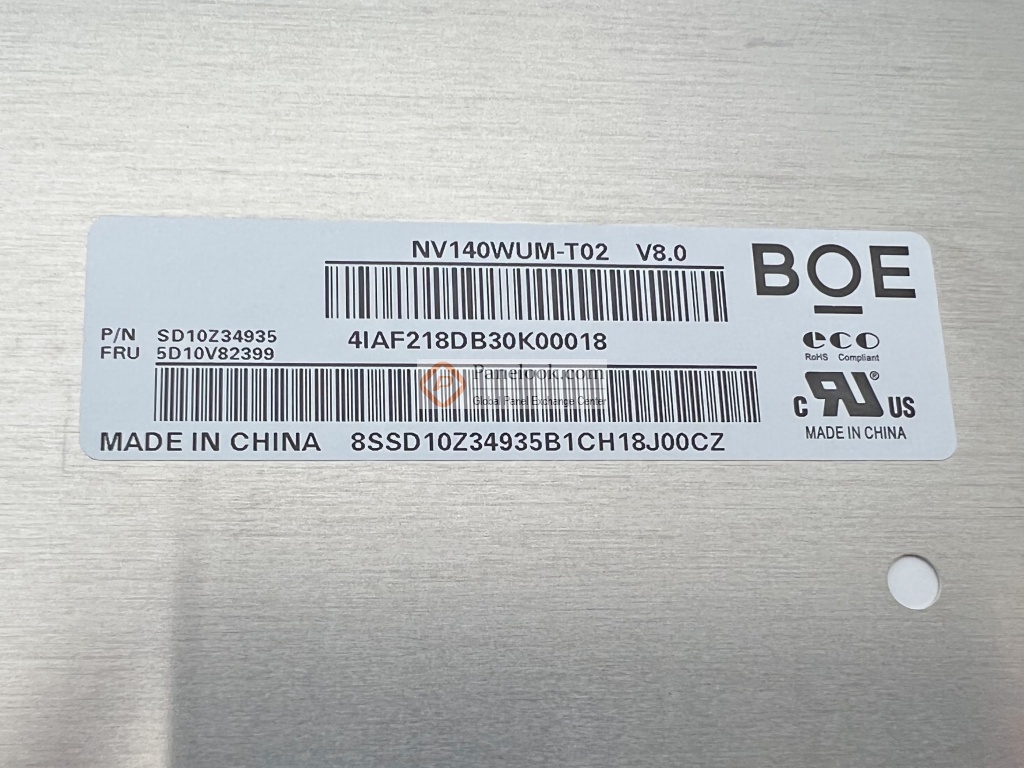 NV140WUM-T02 V8.0
BOE
P/N SD10Z34935
FRU 5D10V82399
4IAF218DB30K00018
eco
RoHS Compliant
Panelook.com
Global Panel Exchange Center
C RU ® US
MADE IN CHINA
MADE IN CHINA 8SSD10Z34935B1CH18J00CZ